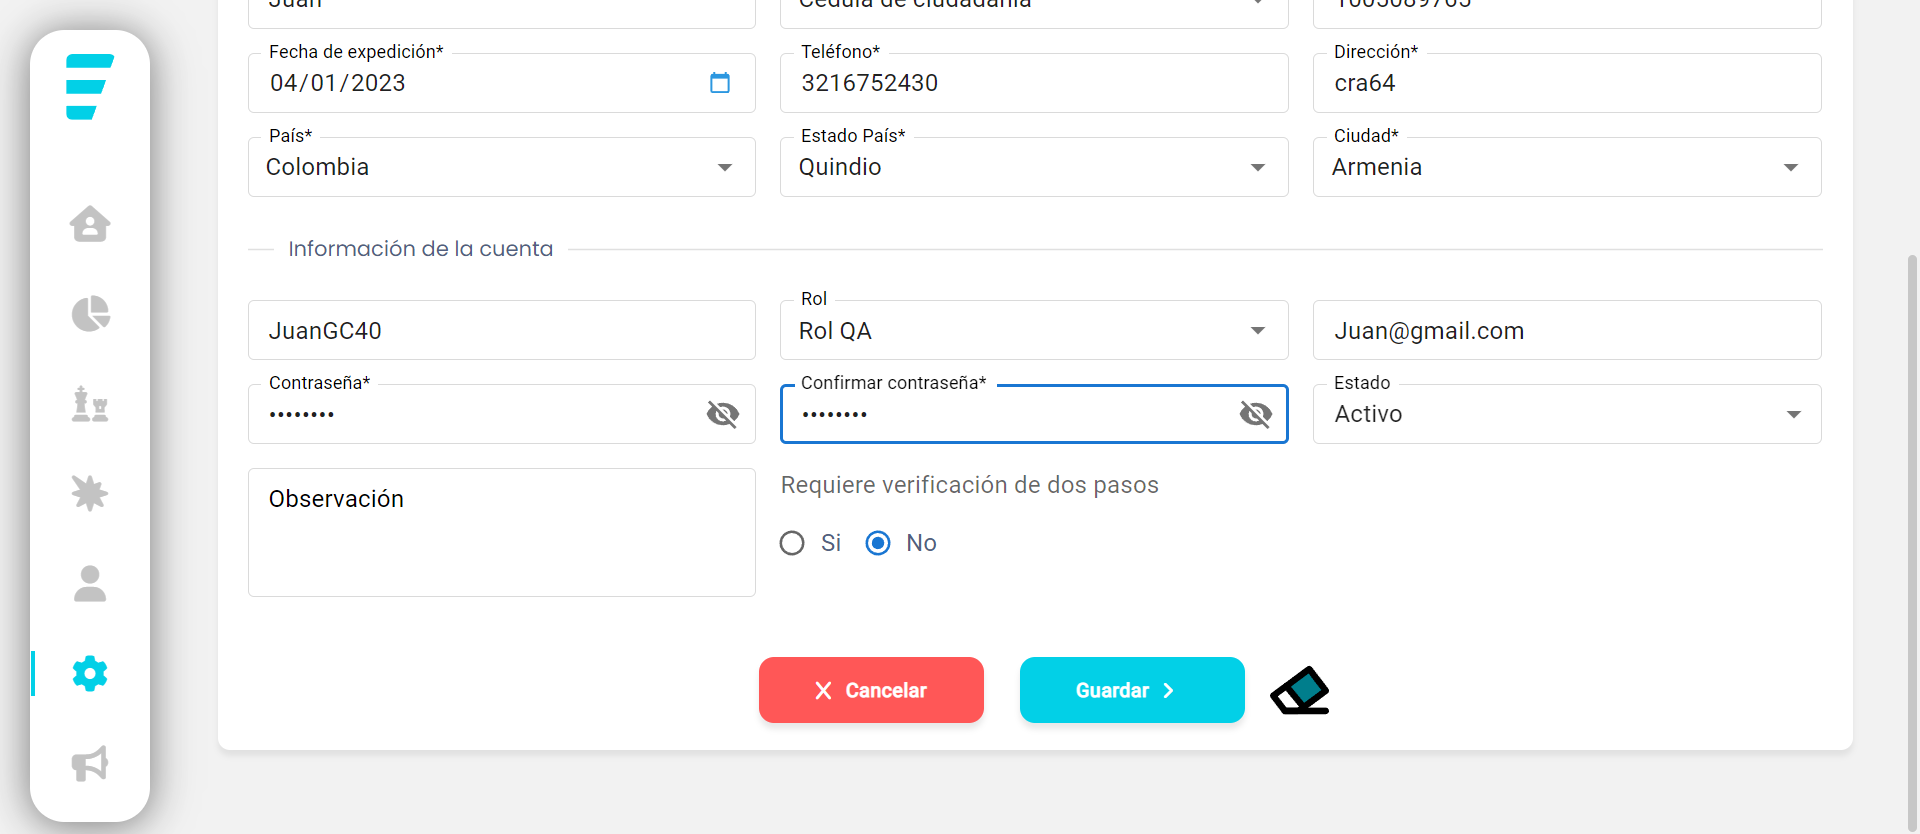 Juan
Cédula de ciudadanía
1005089765
Fecha de expedición*
04/01/2023
Teléfono*
3216752430
Dirección*
cra64
País*
Colombia
Estado País*
Quindio
Ciudad*
Armenia
Información de la cuenta
JuanGC40
Rol
Rol QA
Juan@gmail.com
Contraseña*
••••••••
Confirmar contraseña*
••••••••
Estado
Activo
Observación
Requiere verificación de dos pasos
Si
No
Cancelar
Guardar